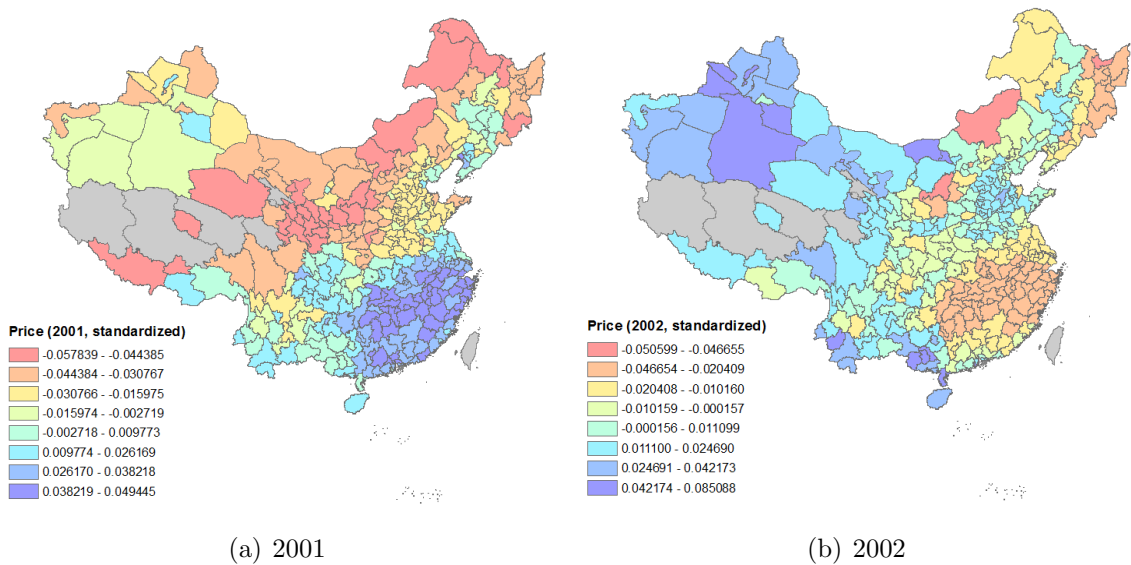 Price (2001, standardized)
-0.057839 - -0.044385
-0.044384 - -0.030767
-0.030766 - -0.015975
-0.015974 - -0.002719
-0.002718 - 0.009773
0.009774 - 0.026169
0.026170 - 0.038218
0.038219 - 0.049445
(a) 2001
Price (2002, standardized)
-0.050599 - -0.046655
-0.046654 - -0.020409
-0.020408 - -0.010160
-0.010159 - -0.000157
-0.000156 - 0.011099
0.011100 - 0.024690
0.024691 - 0.042173
0.042174 - 0.085088
(b) 2002